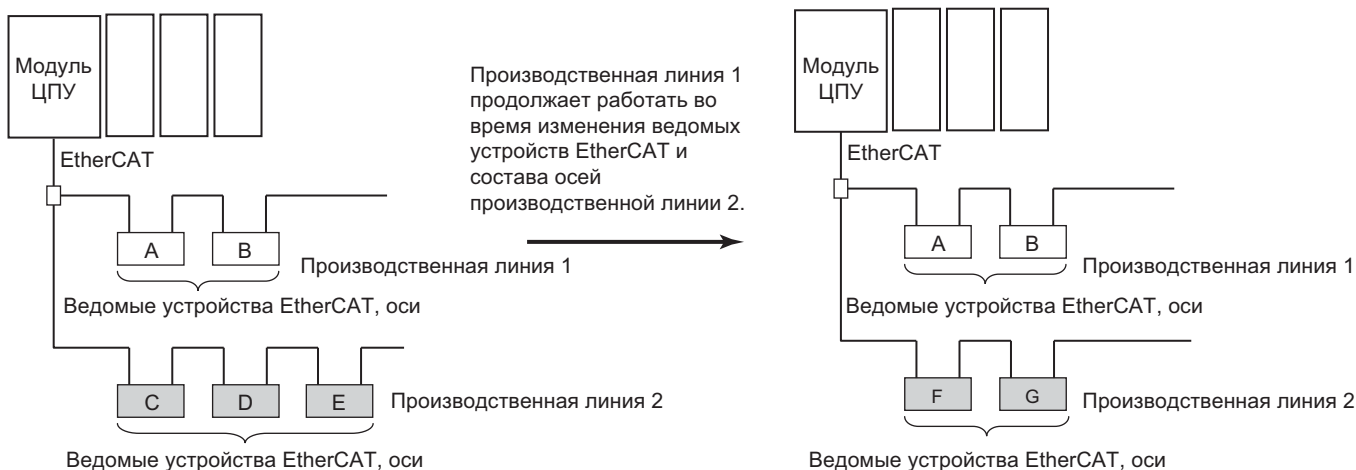 Модуль
ЦПУ
EtherCAT
A
B
Производственная линия 1
Ведомые устройства EtherCAT, оси
C
D
E
Производственная линия 2
Ведомые устройства EtherCAT, оси
Производственная линия 1
продолжает работать во
время изменения ведомых
устройств EtherCAT и
состава осей
производственной линии 2.
Модуль
ЦПУ
EtherCAT
A
B
Производственная линия 1
Ведомые устройства EtherCAT, оси
F
G
Производственная линия 2
Ведомые устройства EtherCAT, оси